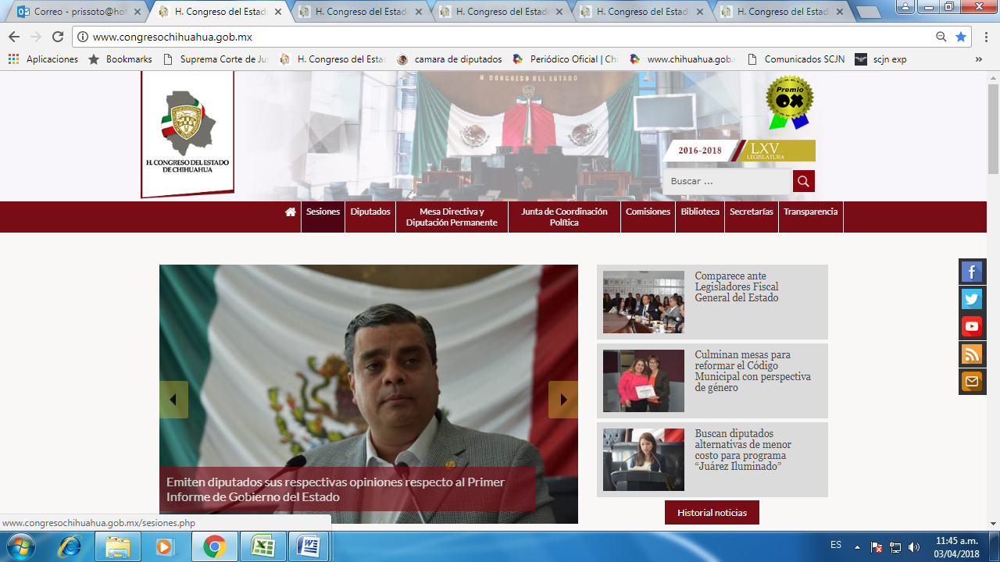 Correo - prissoto@hot
H. Congreso del Estad
H. Congreso del Estad
H. Congreso del Estad
H. Congreso del Estad
H. Congreso del Estad
www.congresochihuahua.gob.mx
Aplicaciones
Bookmarks
Suprema Corte de Jus
H. Congreso del Estad
camara de diputados
Periódico Oficial | Chi
www.chihuahua.gob.m
Comunicados SCJN
scjn exp
»
H. CONGRESO DEL ESTADO
Premio
OX
H. CONGRESO DEL ESTADO
DE CHIHUAHUA
2016-2018
LXV
LEGISLATURA
Buscar ...
Sesiones
Diputados
Mesa Directiva y
Diputación Permanente
Junta de Coordinación
Política
Comisiones
Biblioteca
Secretarías
Transparencia
Comparece ante
Legisladores Fiscal
General del Estado
Culminan mesas para
reformar el Código
Municipal con perspectiva
de género
Buscan diputados
alternativas de menor
costo para programa
“Juárez Iluminado”
Emiten diputados sus respectivas opiniones respecto al Primer
Informe de Gobierno del Estado
Historial noticias
www.congresochihuahua.gob.mx/sesiones.php
ES
11:45 a.m.
03/04/2018